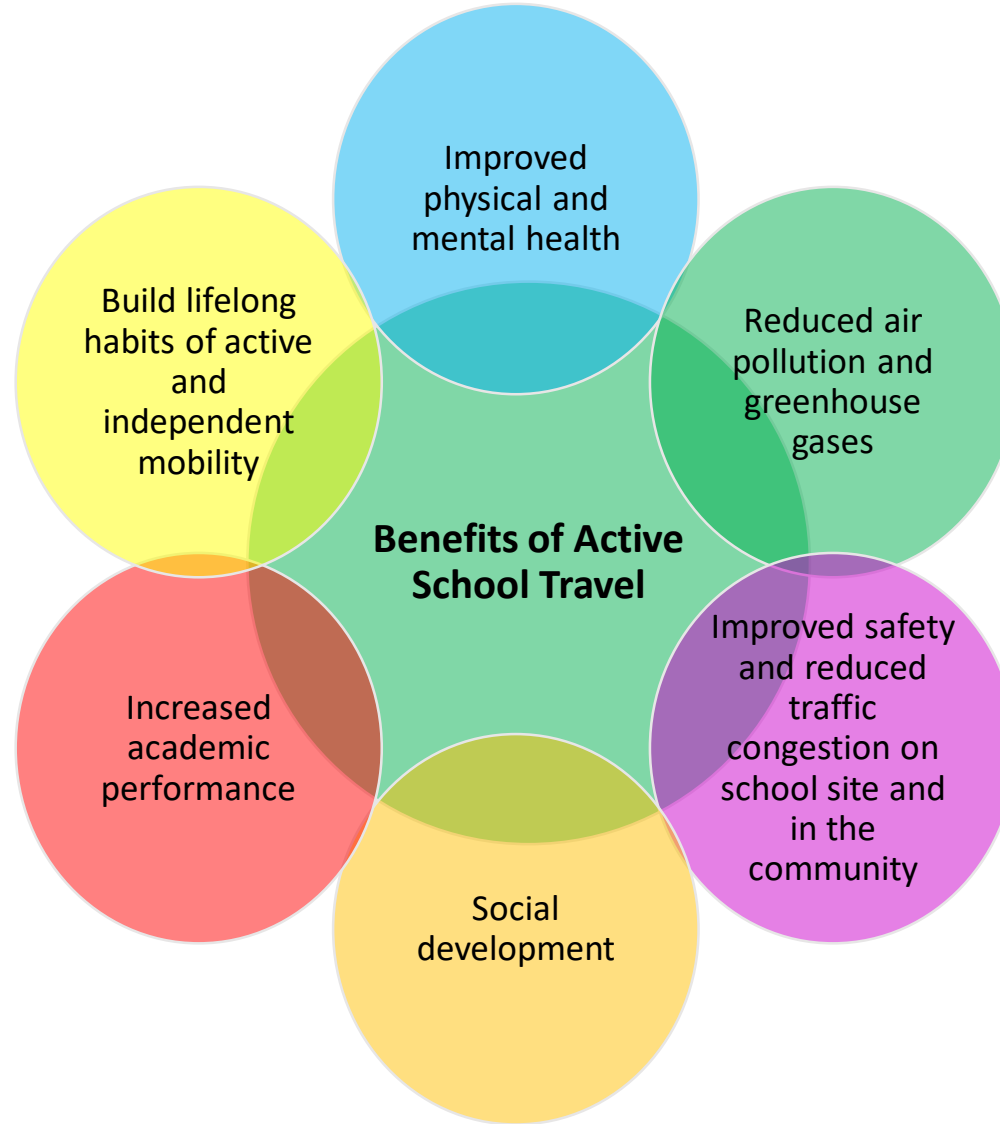 Improved
physical and
mental health
Reduced air
pollution and
greenhouse
gases
Improved safety
and reduced
traffic
congestion on
school site and
in the
community
Social
development
Increased
academic
performance
Build lifelong
habits of active
and
independent
mobility
Benefits of Active
School Travel